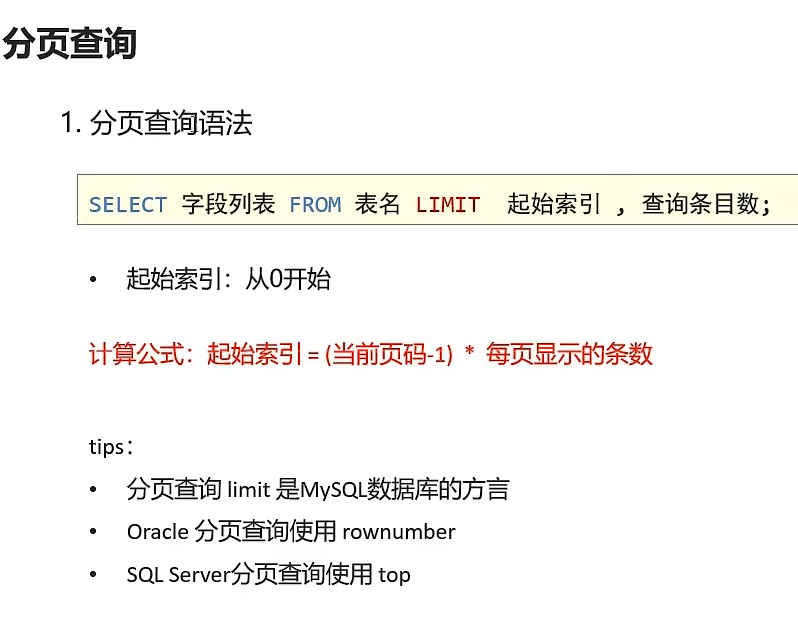 分页查询
1. 分页查询语法
SELECT 字段列表 FROM 表名 LIMIT 起始索引 , 查询条目数;
• 起始索引：从0开始
计算公式：起始索引 = (当前页码-1) * 每页显示的条数
tips：
• 分页查询 limit 是MySQL数据库的方言
• Oracle 分页查询使用 rownumber
• SQL Server分页查询使用 top